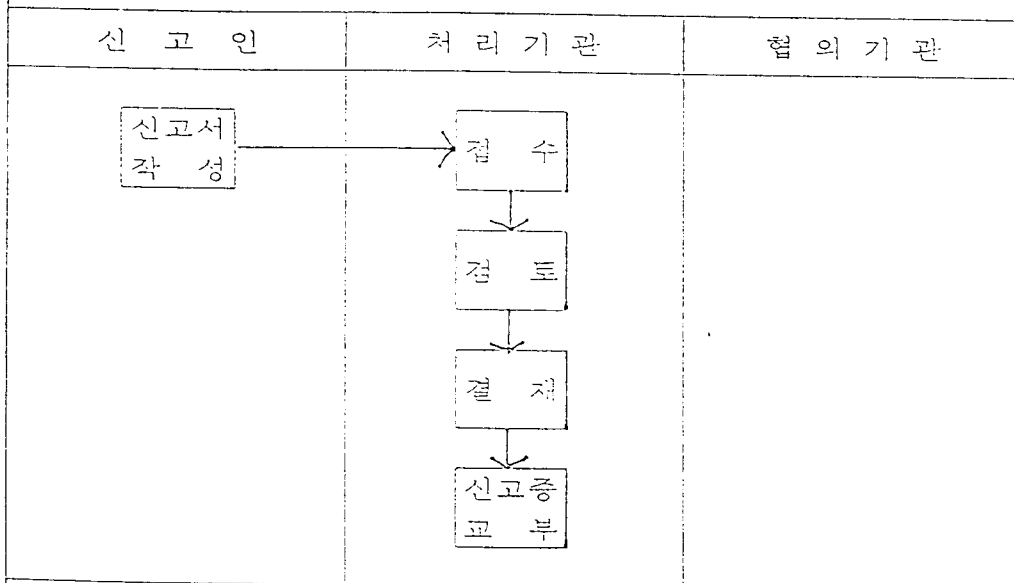 신 고 인 처 리 기 관 협 의 기 관
신고서
작 성
접 수
검 토
결 재
신고증
교 부